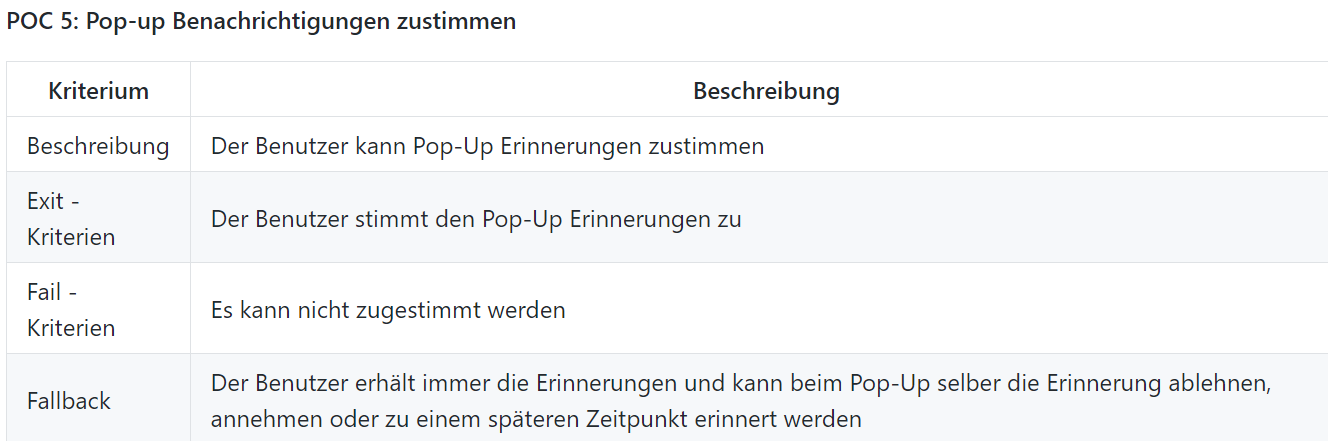 POC 5: Pop-up Benachrichtigungen zustimmen
Kriterium Beschreibung
Beschreibung Der Benutzer kann Pop-Up Erinnerungen zustimmen
Exit -
Kriterien
Der Benutzer stimmt den Pop-Up Erinnerungen zu
Fail -
Kriterien
Es kann nicht zugestimmt werden
Fallback
Der Benutzer erhält immer die Erinnerungen und kann beim Pop-Up selber die Erinnerung ablehnen,
annehmen oder zu einem späteren Zeitpunkt erinnert werden